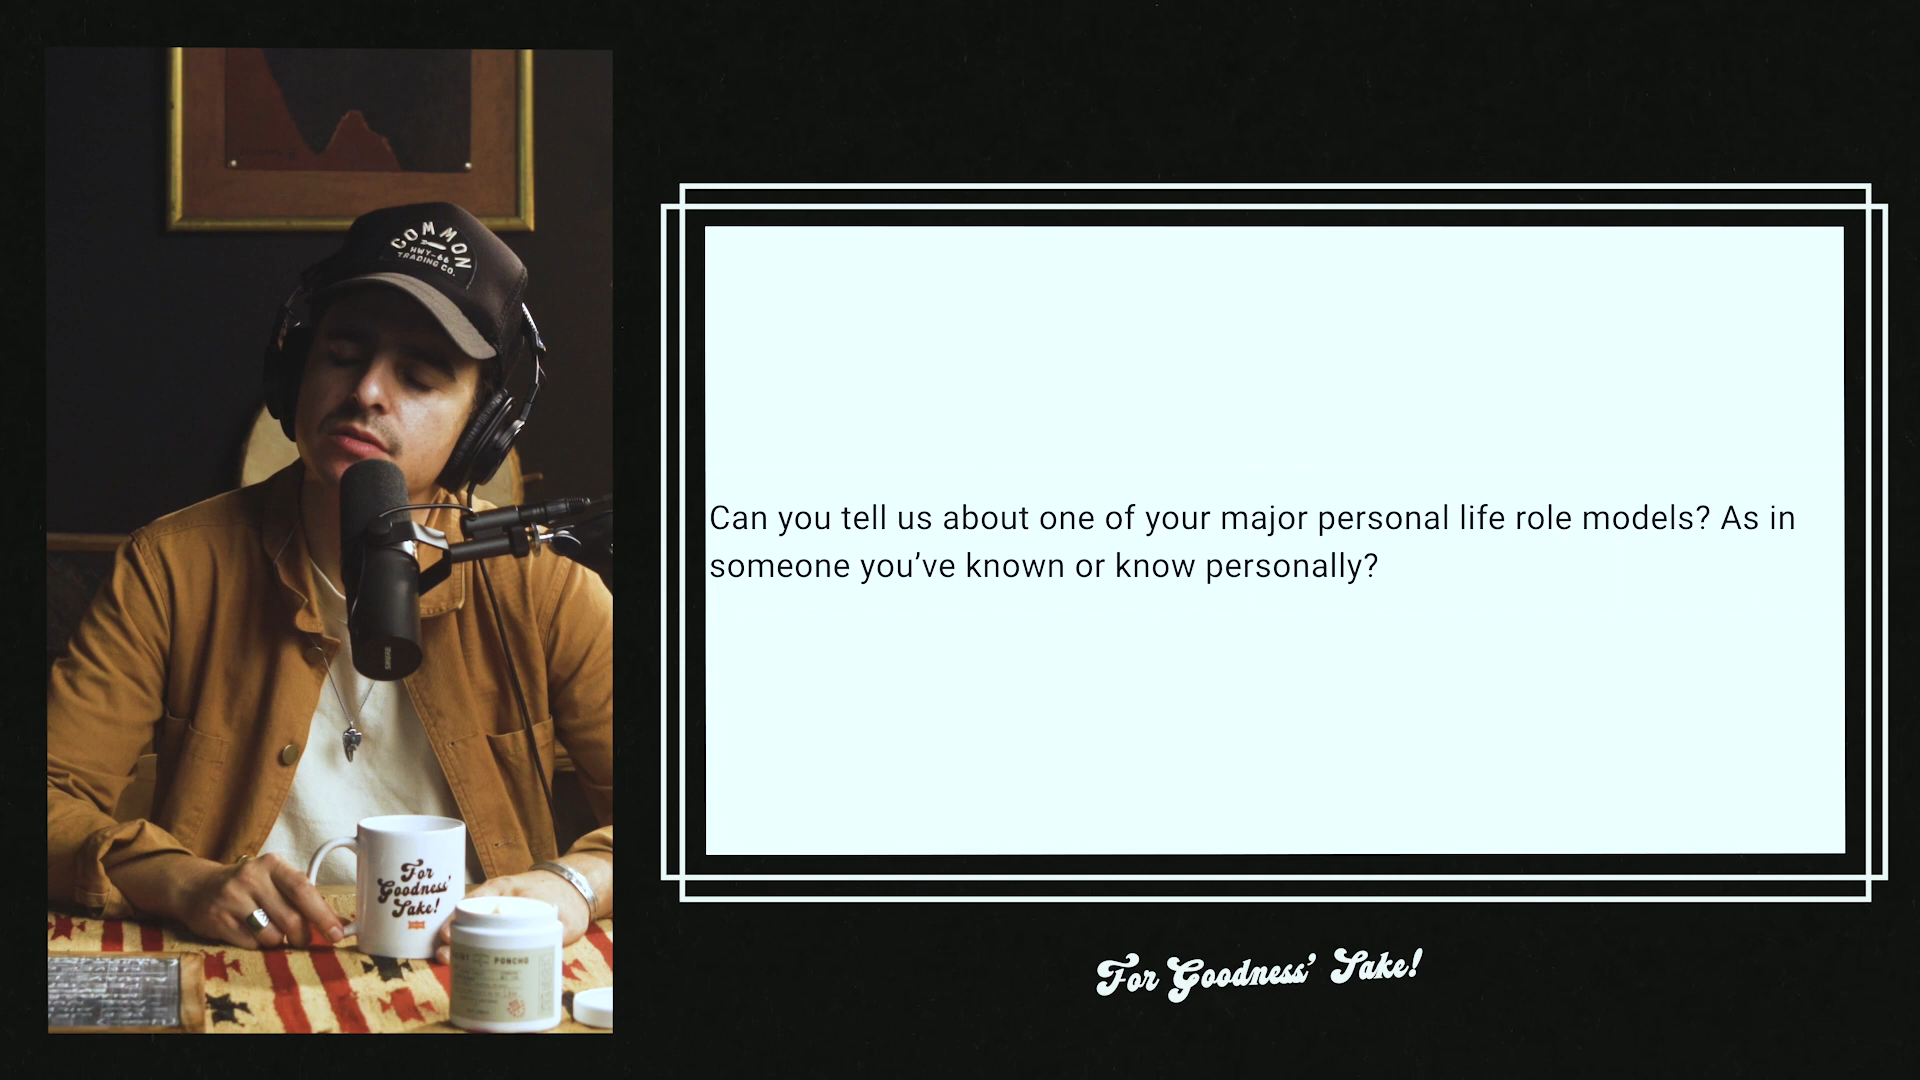 COMMON
HWY-66
TRADING CO.
Can you tell us about one of your major personal life role models? As in
someone you’ve known or know personally?
SHURE
For
Goodness’
Sake!
PONCHO
For Goodness’ Sake!